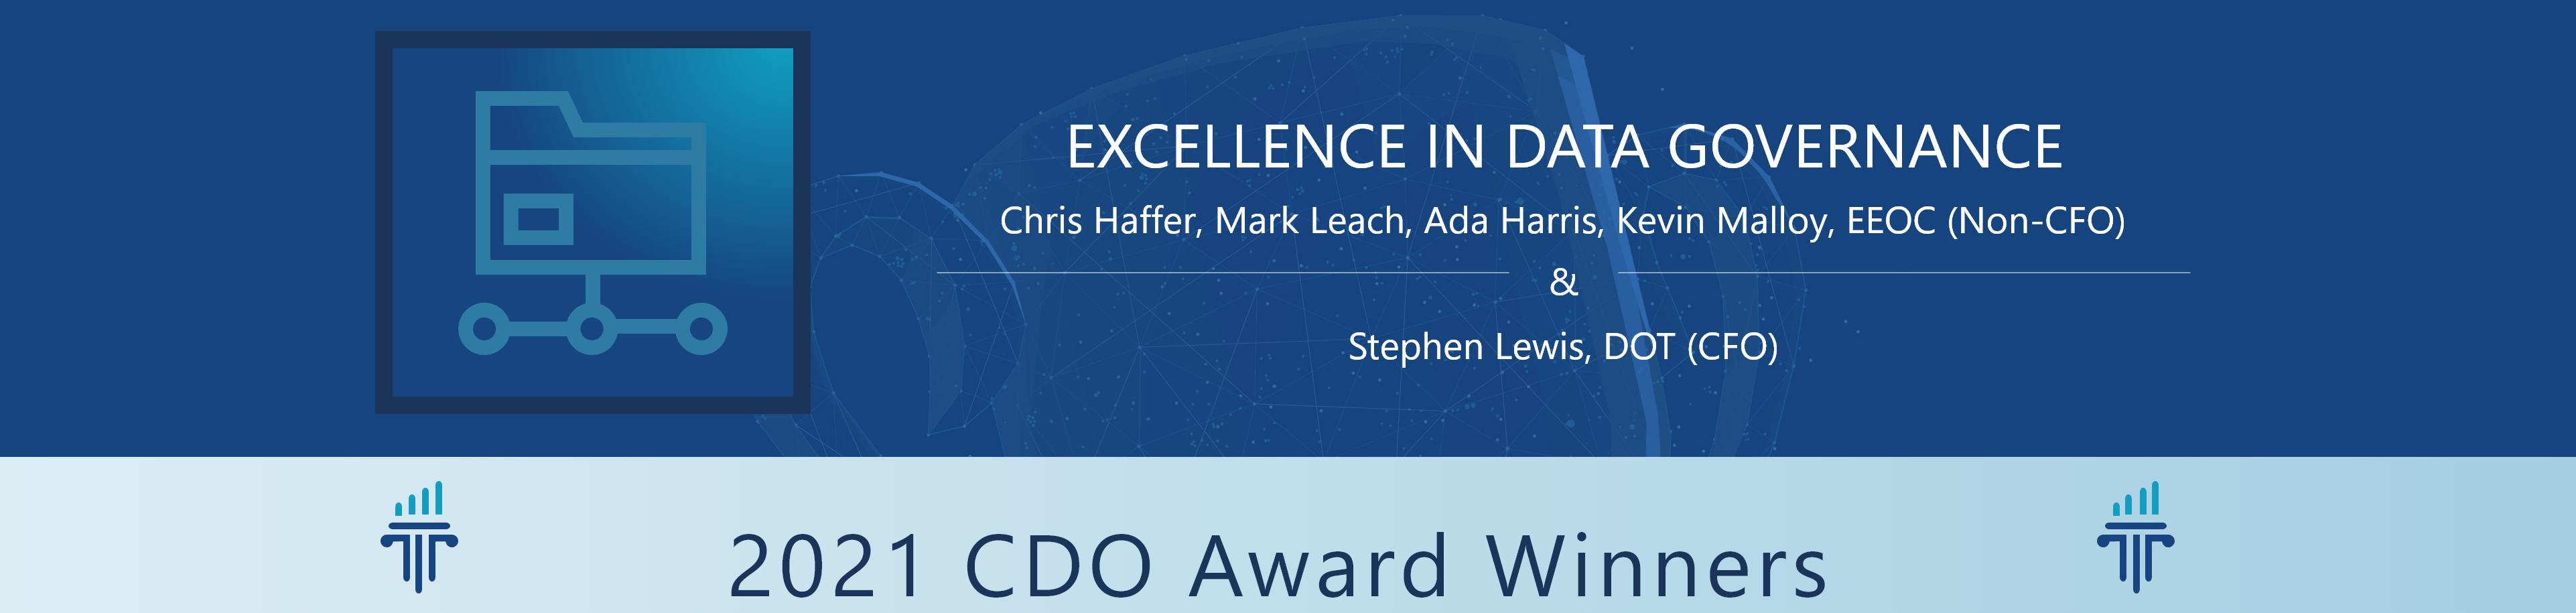 EXCELLENCE IN DATA GOVERNANCE
Chris Haffer, Mark Leach, Ada Harris, Kevin Malloy, EEOC (Non-CFO)
&
Stephen Lewis, DOT (CFO)
2021 CDO Award Winners